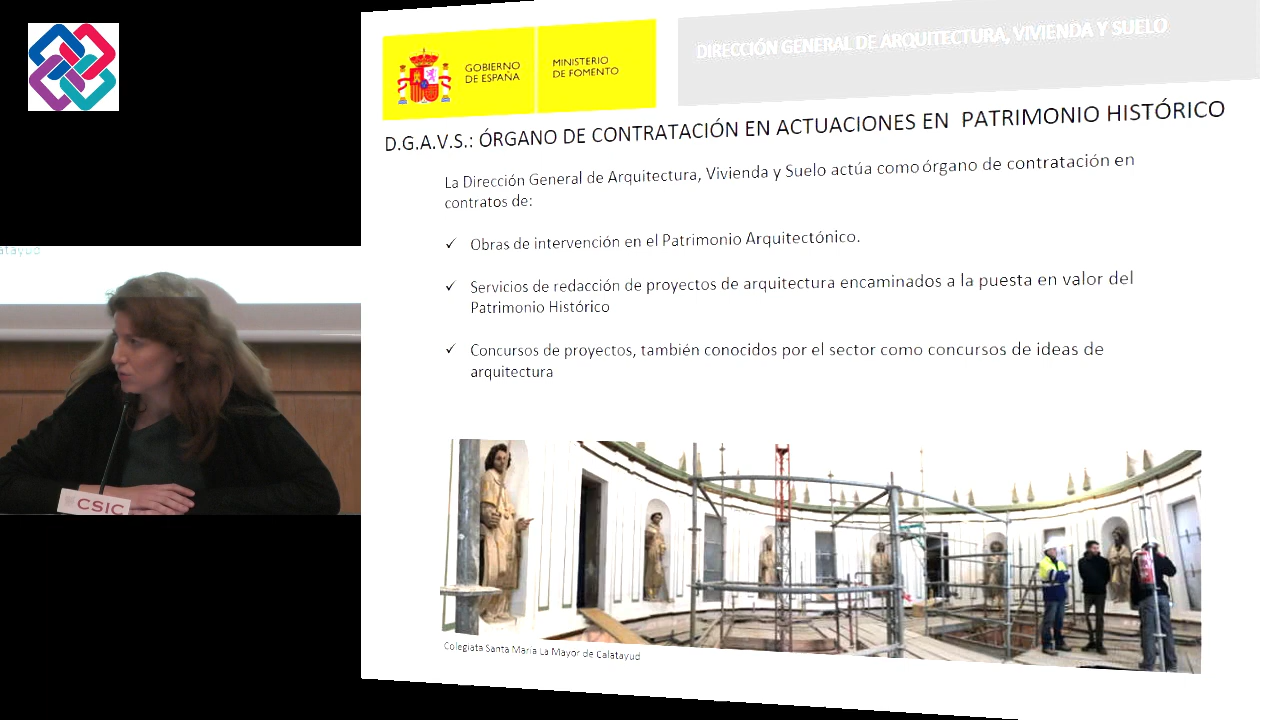 GOBIERNO
DE ESPAÑA
MINISTERIO
DE FOMENTO
DIRECCIÓN GENERAL DE ARQUITECTURA, VIVIENDA Y SUELO
D.G.A.V.S.: ÓRGANO DE CONTRATACIÓN EN ACTUACIONES EN PATRIMONIO HISTÓRICO
La Dirección General de Arquitectura, Vivienda y Suelo actúa como órgano de contratación en
contratos de:
✓ Obras de intervención en el Patrimonio Arquitectónico.
✓ Servicios de redacción de proyectos de arquitectura encaminados a la puesta en valor del
Patrimonio Histórico
✓ Concursos de proyectos, también conocidos por el sector como concursos de ideas de
arquitectura
Colegiata Santa María La Mayor de Calatayud
atayud
CSIC